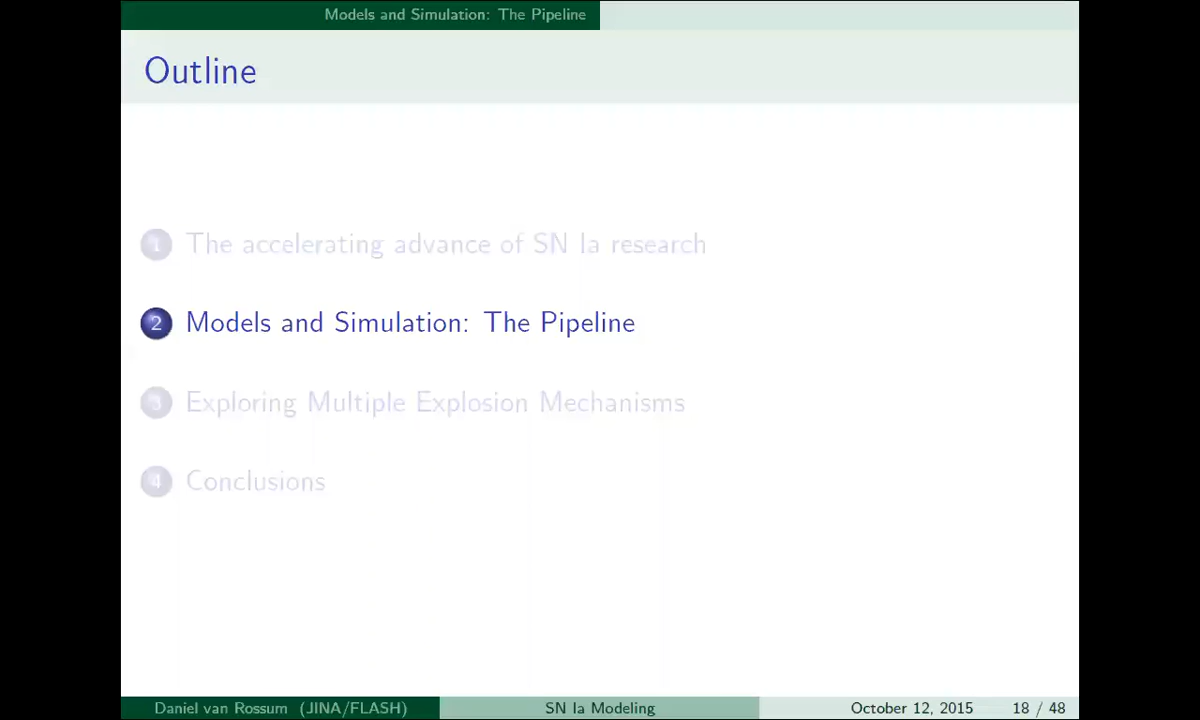 Models and Simulation: The Pipeline
Outline
1 The accelerating advance of SN Ia research
2 Models and Simulation: The Pipeline
3 Exploring Multiple Explosion Mechanisms
4 Conclusions
Daniel van Rossum (JINA/FLASH) SN Ia Modeling October 12, 2015 18 / 48